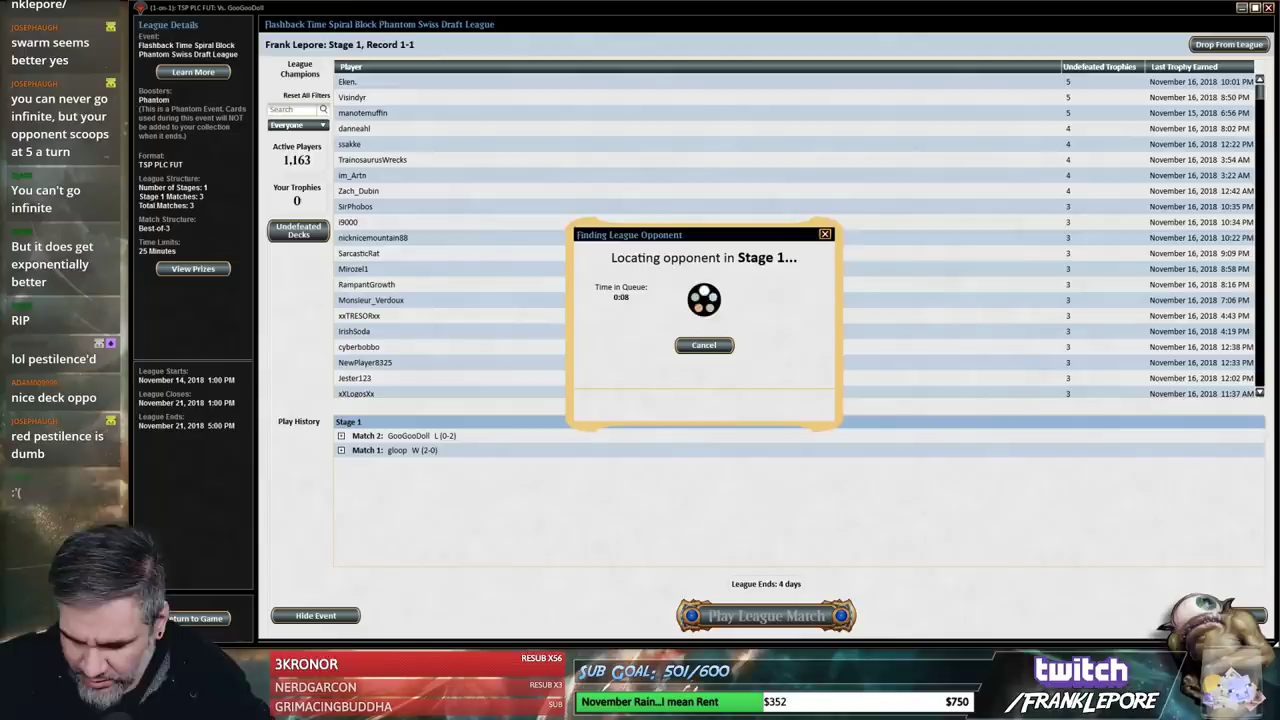 nklepore/
JOSEPHAUGH
swarm seems
better yes
JOSEPHAUGH
you can never go
infinite, but your
opponent scoops
at 5 a turn
You can't go
infinite
But it does get
exponentially
better
RIP
lol pestilence'd
nice deck oppo
JOSEPHAUGH
red pestilence is
dumb
:'(
(1-on-1): TSP PLC FUT: Vs. GooGooDoll
League Details
Event:
Flashback Time Spiral Block
Phantom Swiss Draft League
Learn More
Boosters:
Phantom
(This is a Phantom Event. Cards
used during this event will NOT
be added to your collection
when it ends.)
Format:
TSP PLC FUT
League Structure:
Number of Stages: 1
Stage 1 Matches: 3
Total Matches: 3
Match Structure:
Best-of-3
Time Limits:
25 Minutes
View Prizes
League Starts:
November 14, 2018 1:00 PM
League Closes:
November 21, 2018 1:00 PM
League Ends:
November 21, 2018 5:00 PM
eturn to Game
Flashback Time Spiral Block Phantom Swiss Draft League
Frank Lepore: Stage 1, Record 1-1
Drop From League
League
Champions
Reset All Filters
Search
Everyone
Active Players
1,163
Your Trophies
0
Undefeated
Decks
Player Undefeated Trophies Last Trophy Earned
Eken. 5 November 16, 2018 10:01 PM
Visindyr 5 November 16, 2018 8:50 PM
manotemuffin 5 November 15, 2018 6:56 PM
danneahl 4 November 16, 2018 8:02 PM
ssakke 4 November 16, 2018 12:22 PM
TrainosaurusWrecks 4 November 16, 2018 3:54 AM
im_Artn 4 November 16, 2018 3:22 AM
Zach_Dubin 4 November 16, 2018 12:42 AM
SirPhobos 3 November 16, 2018 10:35 PM
i9000 3 November 16, 2018 10:34 PM
nicknicemountain88 3 November 16, 2018 10:22 PM
SarcasticRat 3 November 16, 2018 9:09 PM
Mirozel1 3 November 16, 2018 8:58 PM
RampantGrowth 3 November 16, 2018 8:16 PM
Monsieur_Verdoux 3 November 16, 2018 7:06 PM
xxTRESORxx 3 November 16, 2018 4:43 PM
IrishSoda 3 November 16, 2018 4:19 PM
cyberbobbo 3 November 16, 2018 12:38 PM
NewPlayer8325 3 November 16, 2018 12:33 PM
Jester123 3 November 16, 2018 12:02 PM
xXLogosXx 3 November 16, 2018 11:37 AM
Finding League Opponent
Locating opponent in Stage 1...
Time in Queue:
0:08
Cancel
Play History
Stage 1
Match 2: GooGooDoll L (0-2)
Match 1: gloop W (2-0)
League Ends: 4 days
Hide Event
Play League Match
3KRONOR RESUB X56
NERDGARCON RESUB X3
GRIMACINGBUDDHA SUB
SUB GOAL: 501/600
November Rain...I mean Rent $352 $750
twitch
/FRANKLEPORE